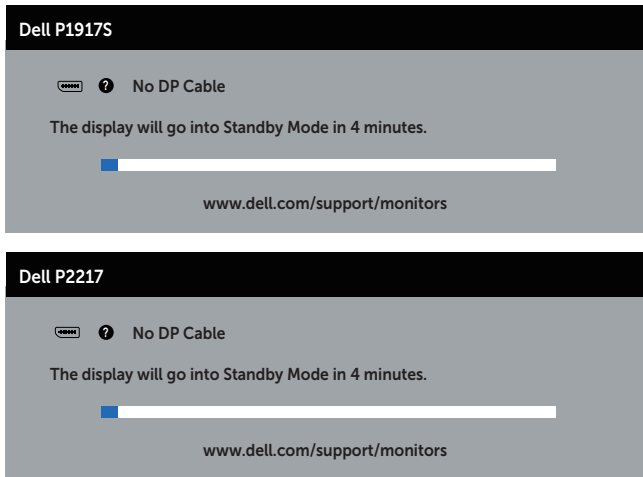 Dell P1917S
? No DP Cable
The display will go into Standby Mode in 4 minutes.
www.dell.com/support/monitors
Dell P2217
? No DP Cable
The display will go into Standby Mode in 4 minutes.
www.dell.com/support/monitors